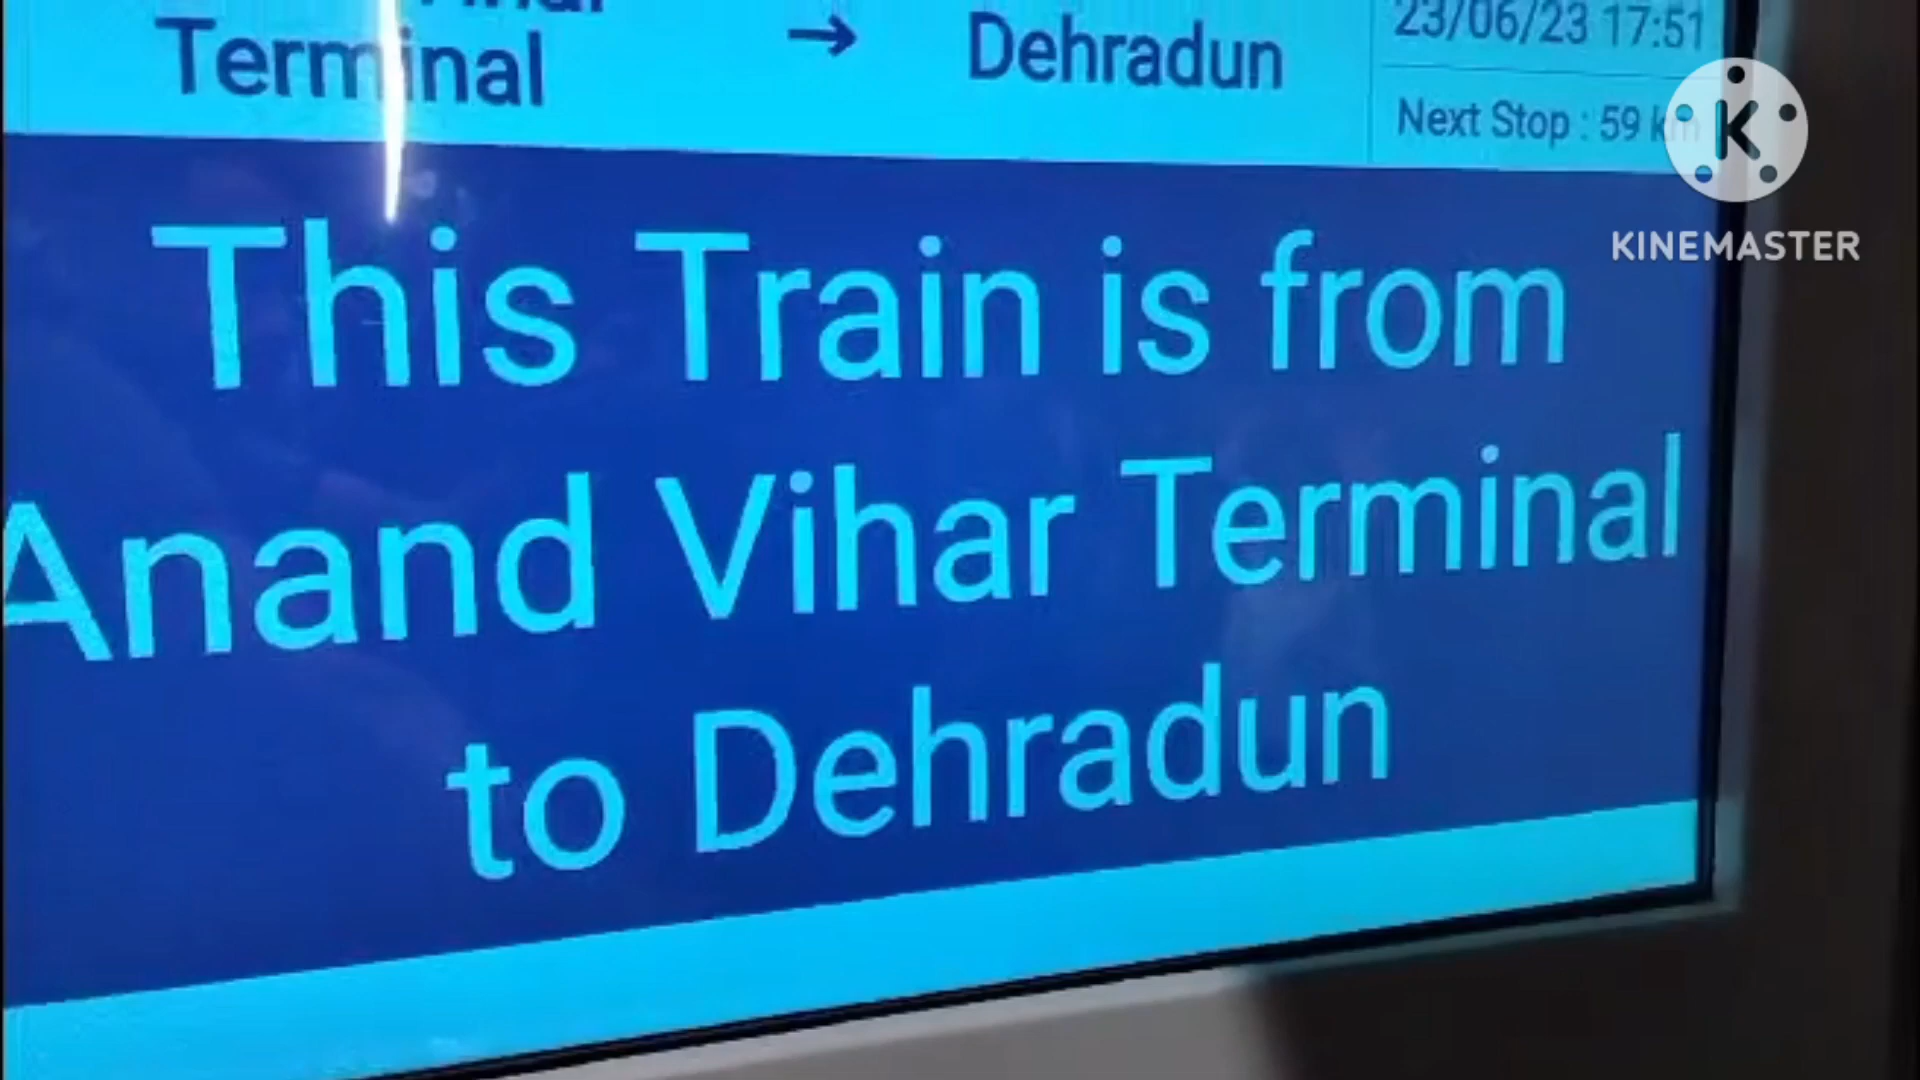 Terminal → Dehradun
23/06/23 17:51
Next Stop : 59 km
This Train is from
Anand Vihar Terminal
to Dehradun
K
KINEMASTER